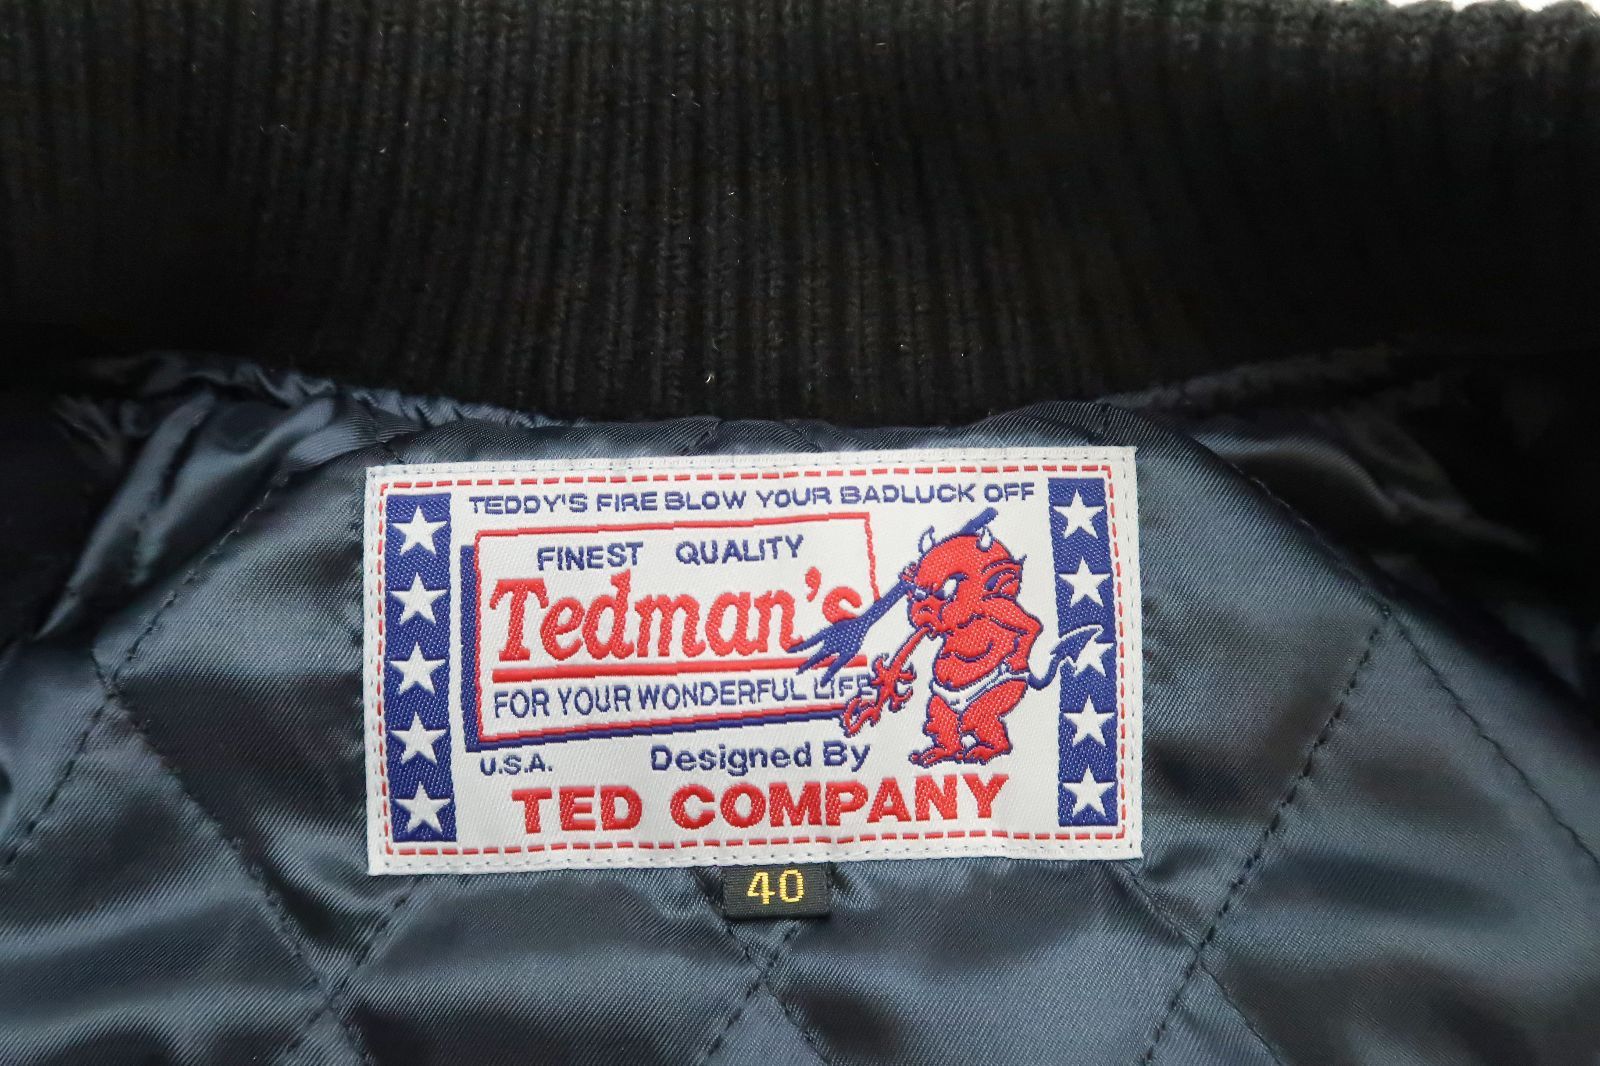 TEDDY'S FIRE BLOW YOUR BADLUCK OFF
FINEST QUALITY
Tedman's
FOR YOUR WONDERFUL LIFE
U.S.A. Designed By
TED COMPANY
40